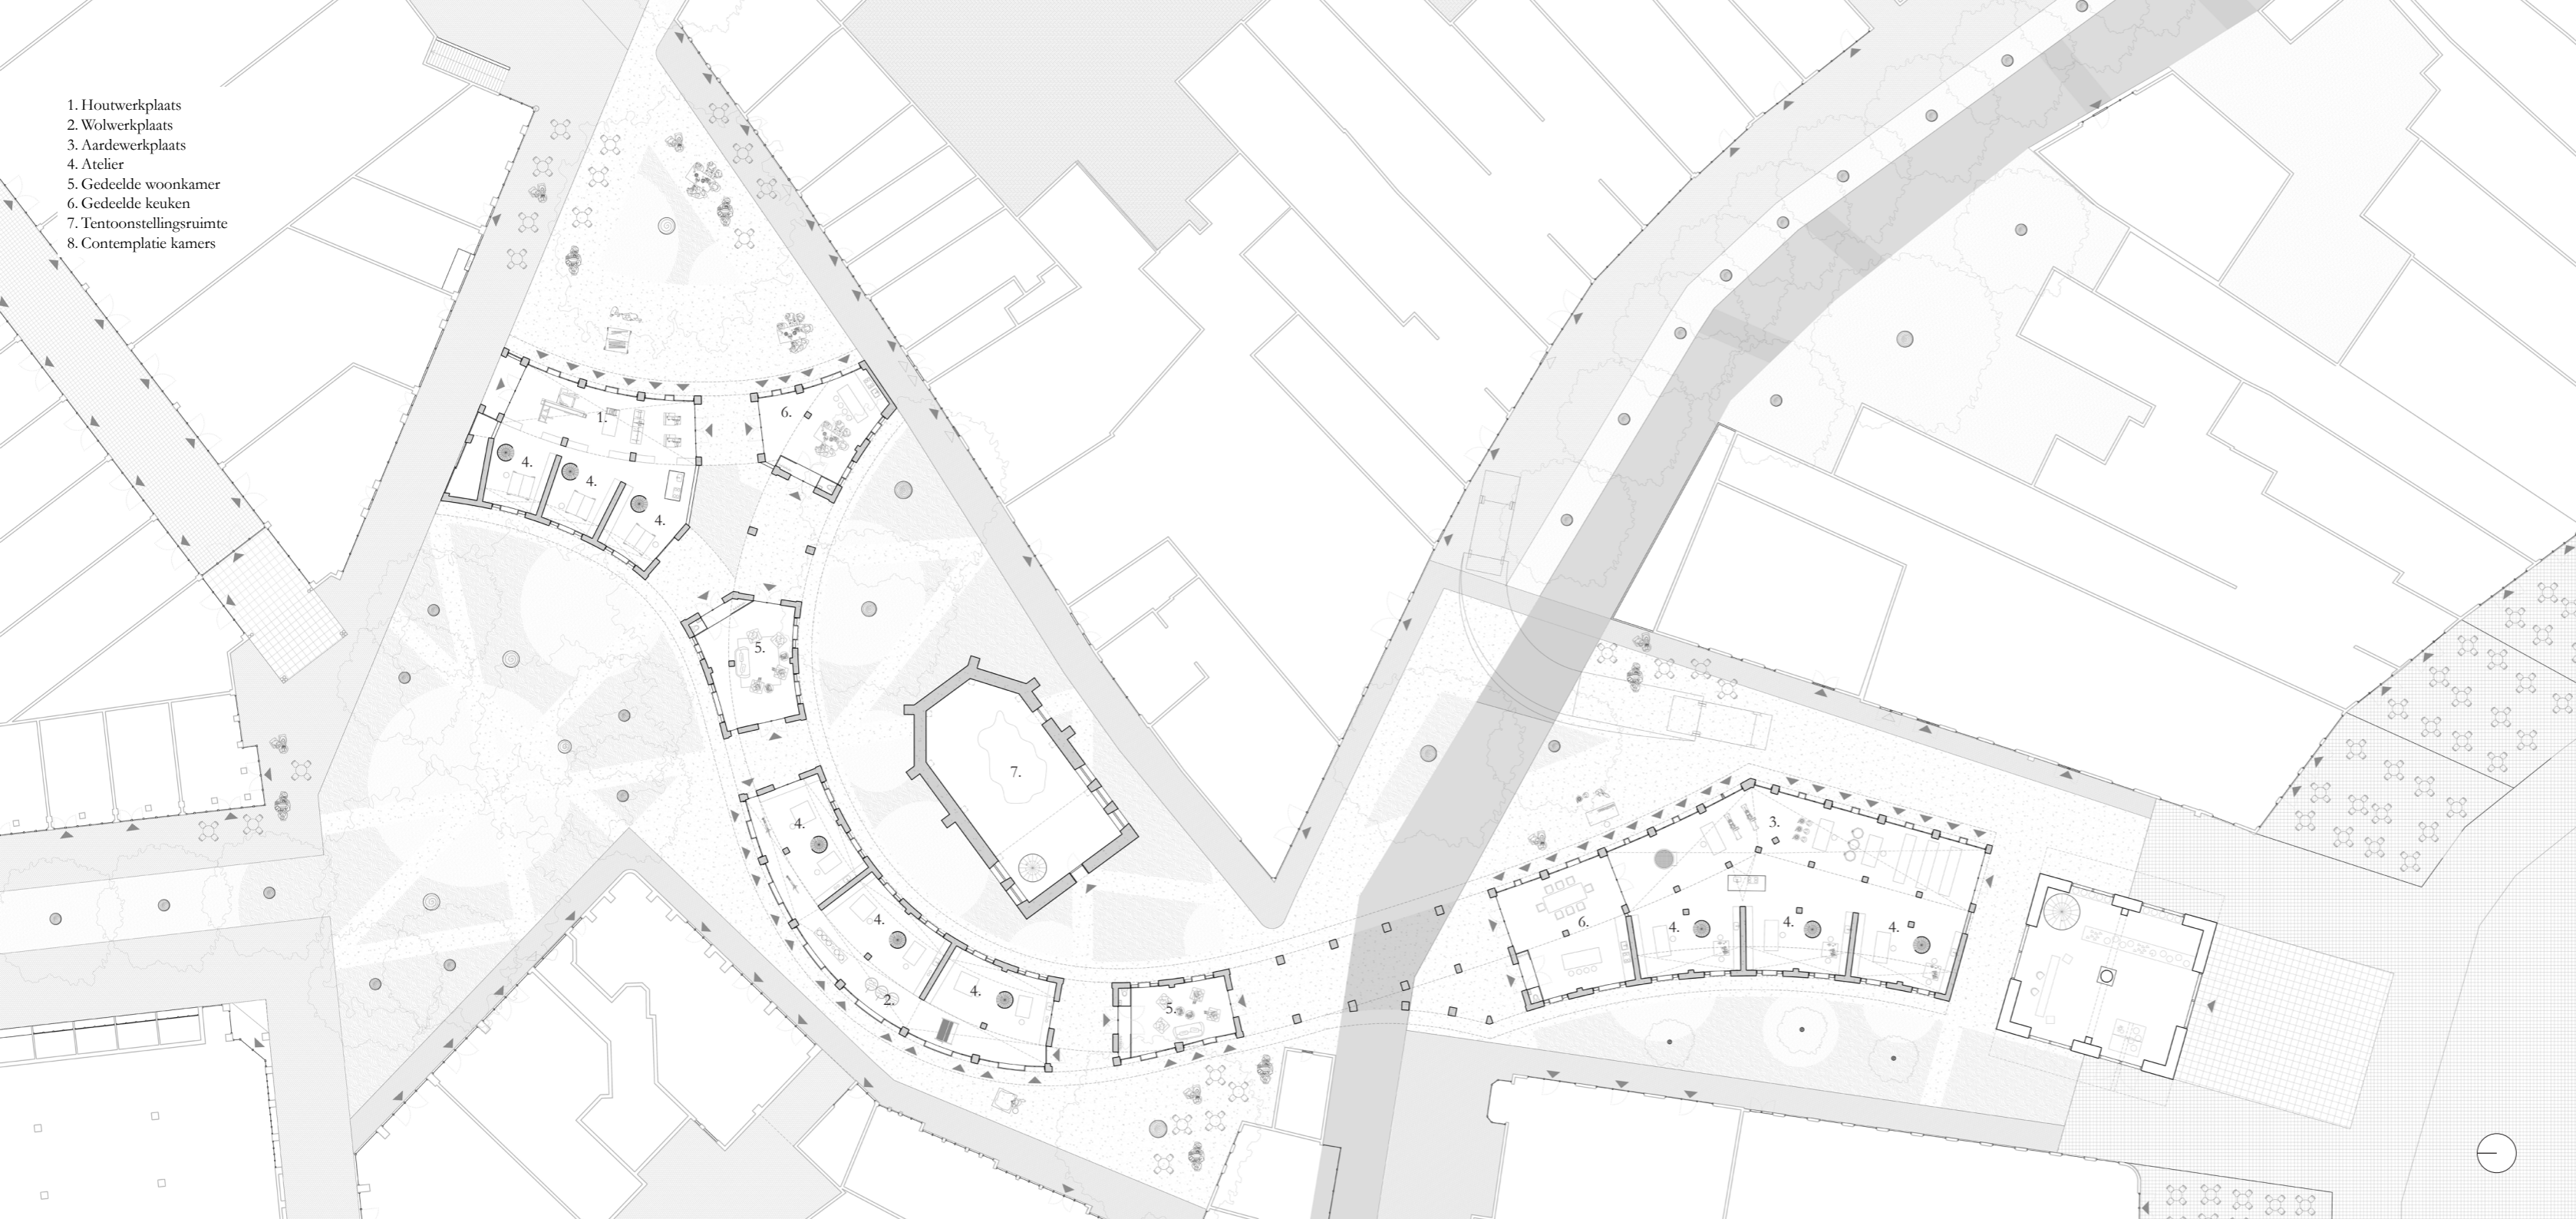 1. Houtwerkplaats
2. Wolwerkplaats
3. Aardewerkplaats
4. Atelier
5. Gedeelde woonkamer
6. Gedeelde keuken
7. Tentoonstellingsruimte
8. Contemplatie kamers
1.
6.
4.
4.
4.
5.
7.
4.
3.
4.
6.
4.
4.
4.
2.
4.
5.